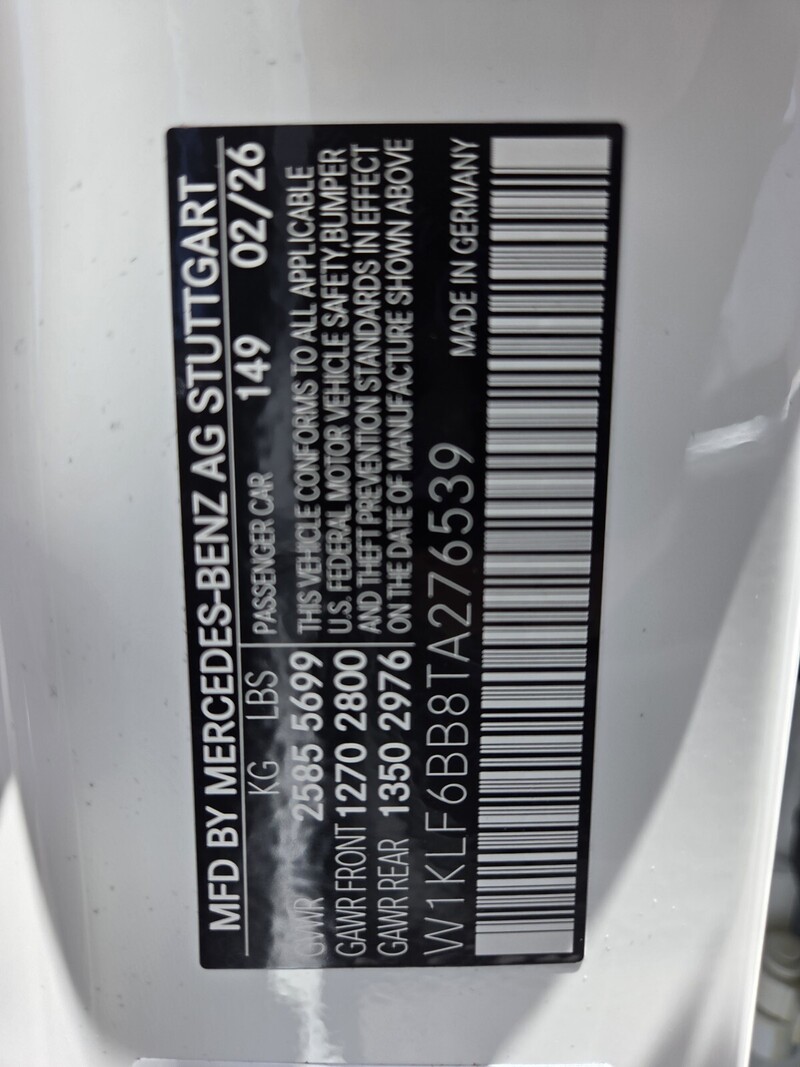 MFD BY MERCEDES-BENZ AG STUTTGART
KG LBS PASSENGER CAR 149 02/26
GVWR 2585 5699 THIS VEHICLE CONFORMS TO ALL APPLICABLE
GAWR FRONT 1270 2800 U.S. FEDERAL MOTOR VEHICLE SAFETY,BUMPER
GAWR REAR 1350 2976 AND THEFT PREVENTION STANDARDS IN EFFECT
ON THE DATE OF MANUFACTURE SHOWN ABOVE
W1KLF6BB8TA276539 MADE IN GERMANY